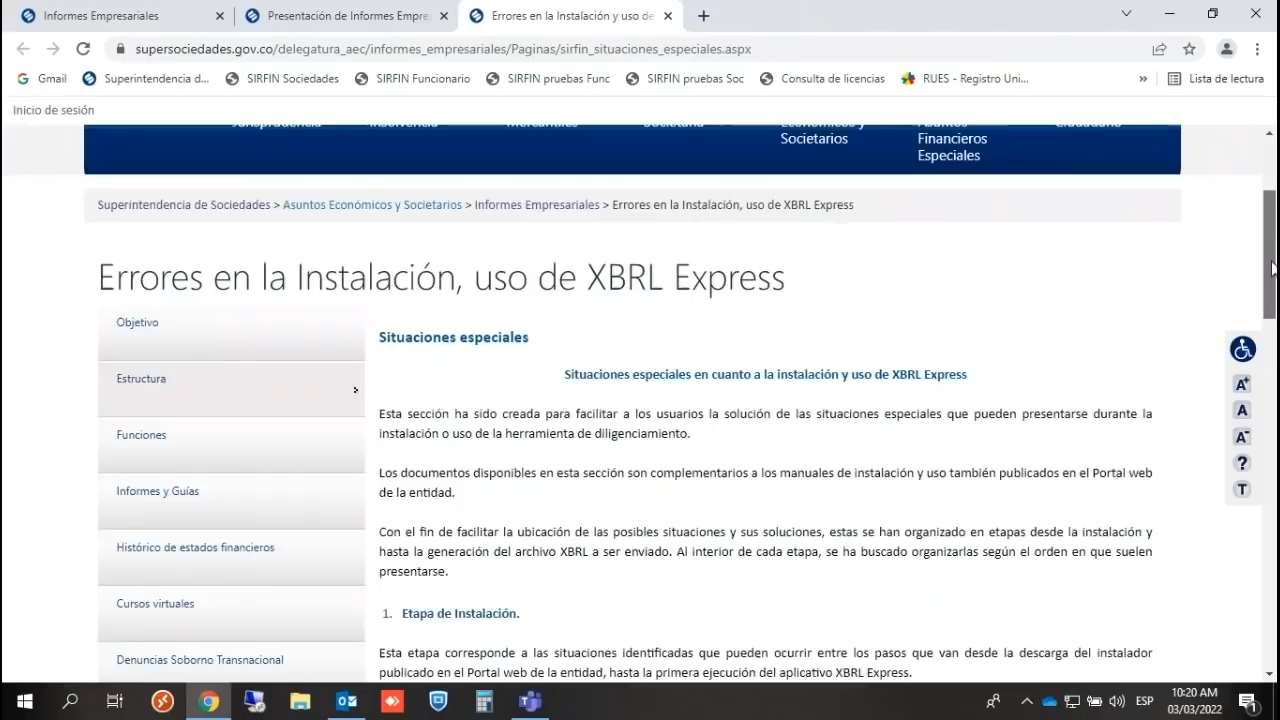 Informes Empresariales
Presentación de Informes Empre
Errores en la Instalación y uso de
supersociedades.gov.co/delegatura_aec/informes_empresariales/Paginas/sirfin_situaciones_especiales.aspx
Gmail
Superintendencia d...
SIRFIN Sociedades
SIRFIN Funcionario
SIRFIN pruebas Func
SIRFIN pruebas Soc
Consulta de licencias
RUES - Registro Uni...
»
Lista de lectura
Inicio de sesión
Jurisprudencia
Insolvencia
Mercantiles
Societaria
Económicos y
Societarios
Asuntos
Financieros
Especiales
Ciudadano
Superintendencia de Sociedades > Asuntos Económicos y Societarios > Informes Empresariales > Errores en la Instalación, uso de XBRL Express
Errores en la Instalación, uso de XBRL Express
Objetivo
Estructura
Funciones
Informes y Guías
Histórico de estados financieros
Cursos virtuales
Denuncias Soborno Transnacional
Situaciones especiales
Situaciones especiales en cuanto a la instalación y uso de XBRL Express
Esta sección ha sido creada para facilitar a los usuarios la solución de las situaciones especiales que pueden presentarse durante la
instalación o uso de la herramienta de diligenciamiento.
Los documentos disponibles en esta sección son complementarios a los manuales de instalación y uso también publicados en el Portal web
de la entidad.
Con el fin de facilitar la ubicación de las posibles situaciones y sus soluciones, estas se han organizado en etapas desde la instalación y
hasta la generación del archivo XBRL a ser enviado. Al interior de cada etapa, se ha buscado organizarlas según el orden en que suelen
presentarse.
1. Etapa de Instalación.
Esta etapa corresponde a las situaciones identificadas que pueden ocurrir entre los pasos que van desde la descarga del instalador
publicado en el Portal web de la entidad, hasta la primera ejecución del aplicativo XBRL Express.
A+
A
A-
?
T
ESP
10:20 AM
03/03/2022
1